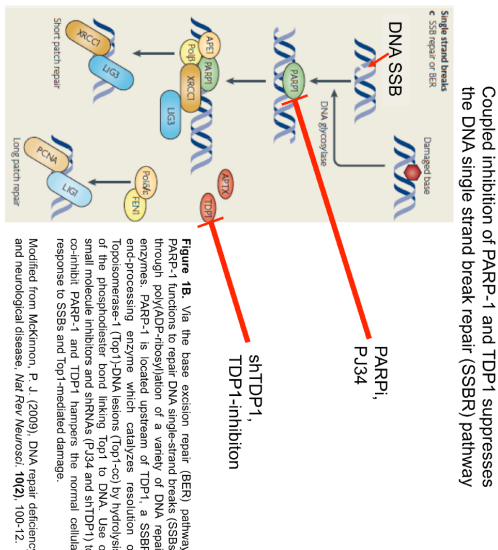 Coupled inhibition of PARP-1 and TDP1 suppresses
the DNA single strand break repair (SSBR) pathway
Single strand breaks
c SSB repair or BER
DNA SSB
Damaged base
DNA glycosylase
PARP1
PARPi,
PJ34
APE1
PARP1
Polβ
XRCC1
LIG3
APTX
TDP1
shTDP1,
TDP1-inhibiton
XRCC1
LIG3
Short patch repair
Polδ/ε
FEN1
PCNA
LIG1
Long patch repair
Figure 1B. Via the base excision repair (BER) pathway
PARP-1 functions to repair DNA single-strand breaks (SSBs
through poly(ADP-ribosyl)ation of a variety of DNA repai
enzymes. PARP-1 is located upstream of TDP1, a SSBR
end-processing enzyme which catalyzes resolution o
Topoisomerase-1 (Top1)-DNA lesions (Top1-cc) by hydrolysi
of the phosphodiester bond linking Top1 to DNA. Use o
small molecule inhibitors and shRNAs (PJ34 and shTDP1) to
co-inhibit PARP-1 and TDP1 hampers the normal cellula
response to SSBs and Top1-mediated damage.
Modified from McKinnon, P. J. (2009), DNA repair deficiency
and neurological disease, Nat Rev Neurosci. 10(2), 100-12.